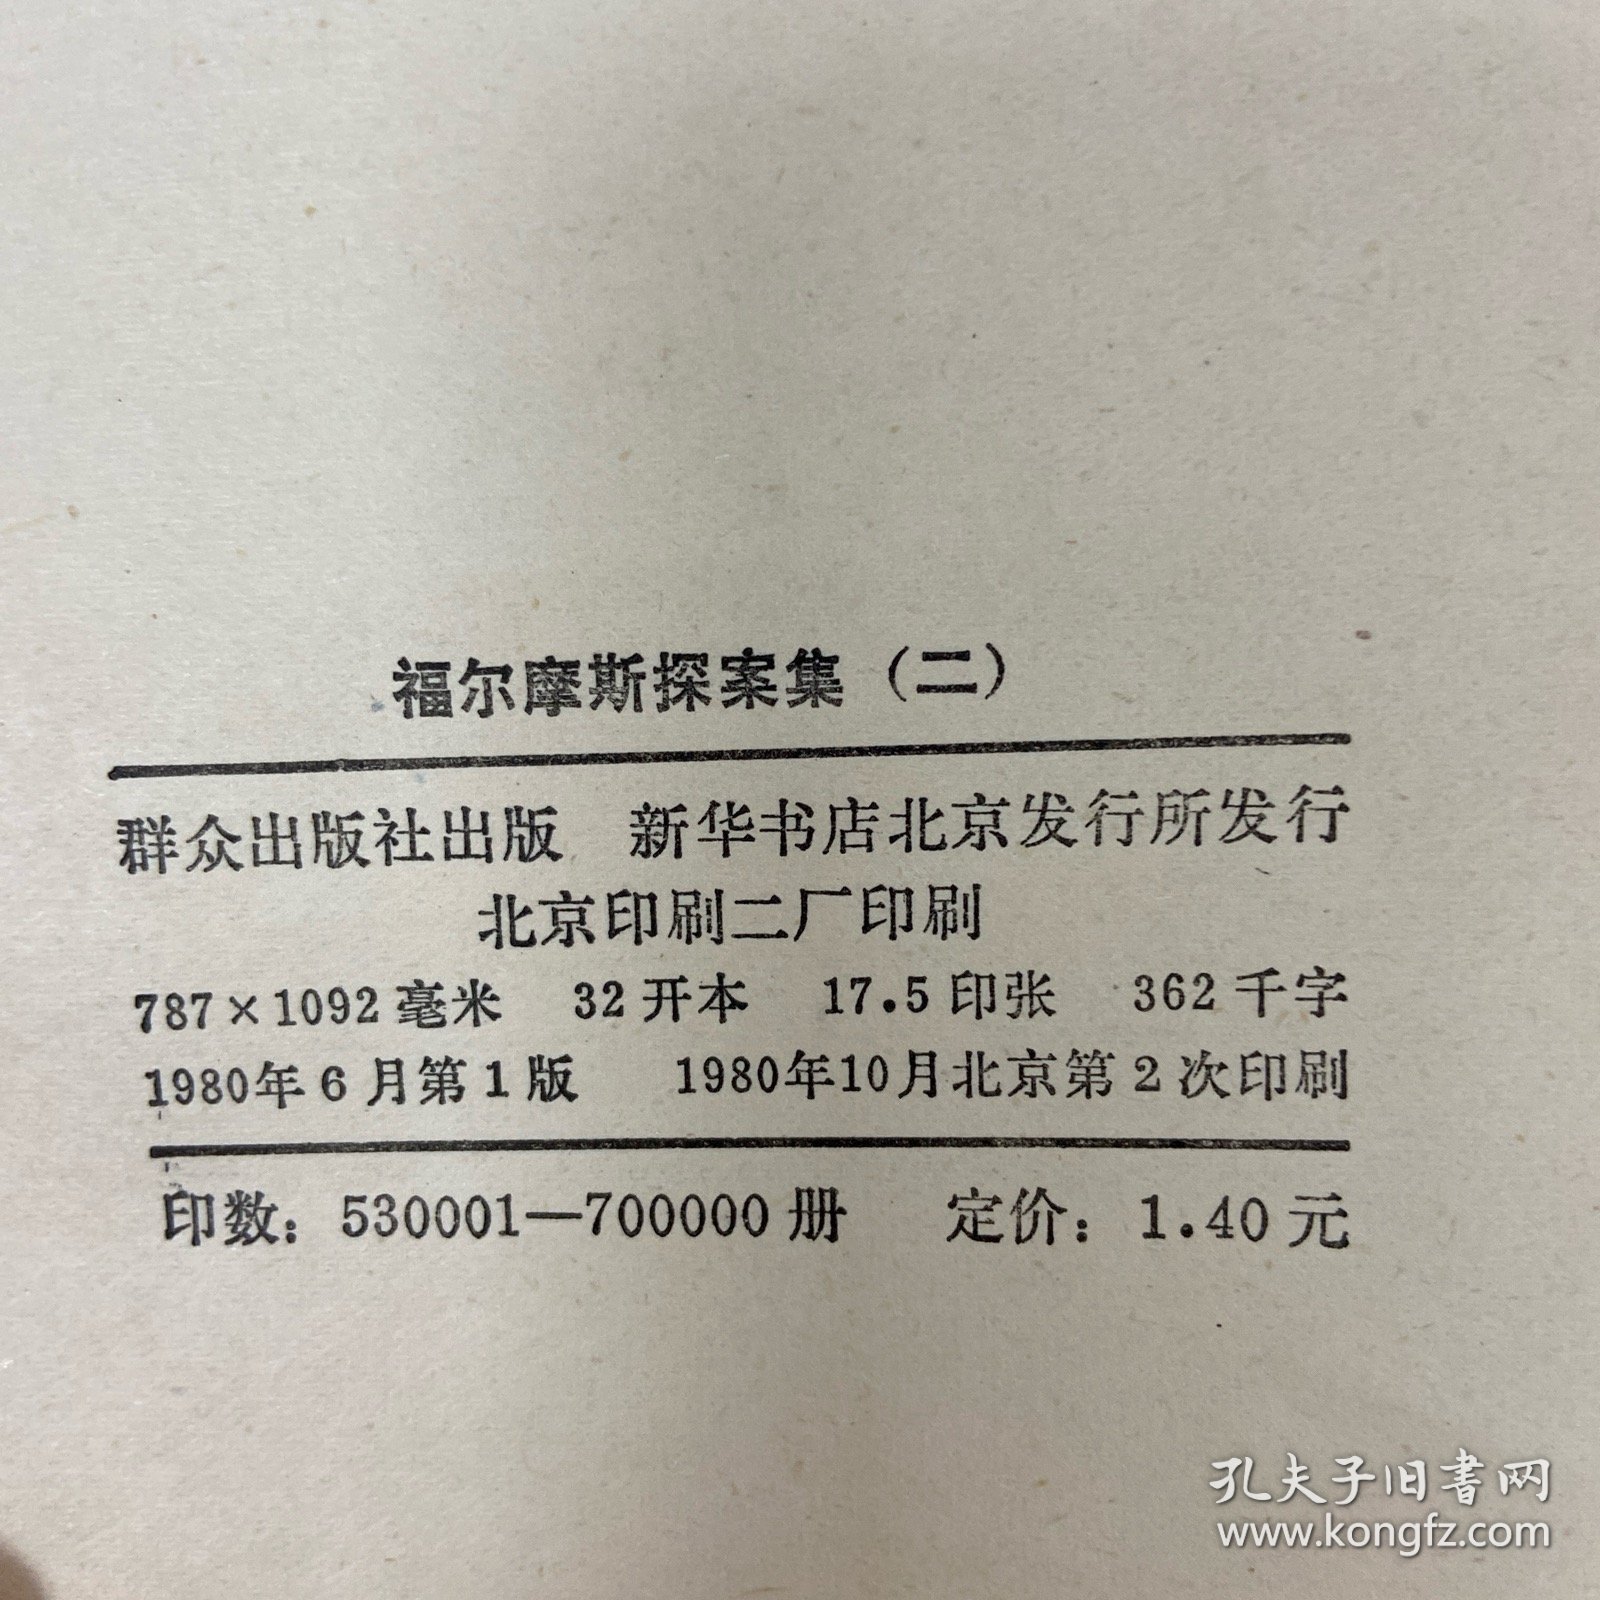 福尔摩斯探案集（二）
群众出版社出版 新华书店北京发行所发行
北京印刷二厂印刷
787×1092毫米 32开本 17.5印张 362千字
1980年6月第1版 1980年10月北京第2次印刷
印数：530001—700000册 定价：1.40元
孔夫子旧书网
www.kongfz.com